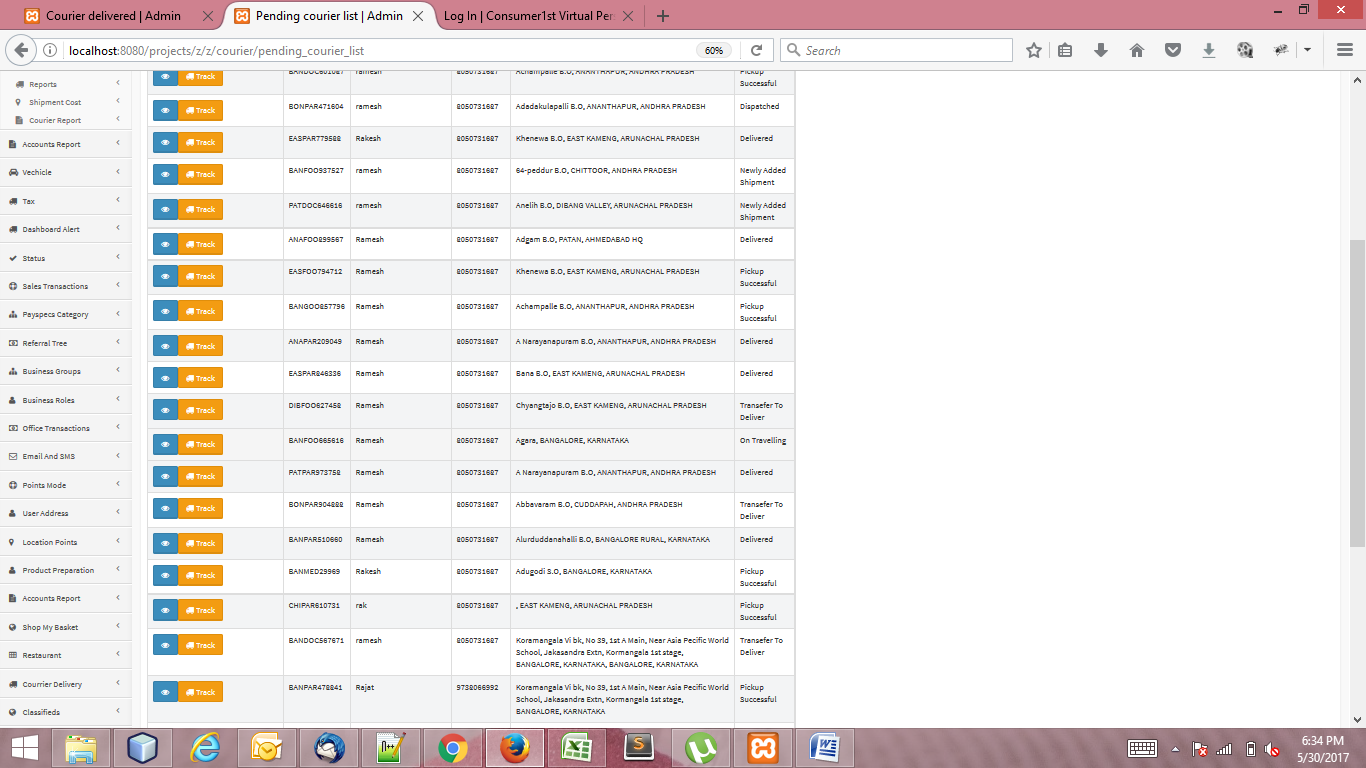 Courier delivered | Admin
Pending courier list | Admin
Log In | Consumer1st Virtual Per
localhost:8080/projects/z/z/courier/pending_courier_list
60%
Search
Reports
Shipment Cost
Courier Report
Accounts Report
Vechicle
Tax
Dashboard Alert
Status
Sales Transactions
Payspecs Category
Referral Tree
Business Groups
Business Roles
Office Transactions
Email And SMS
Points Mode
User Address
Location Points
Product Preparation
Accounts Report
Shop My Basket
Restaurant
Courrier Delivery
Classifieds
Track BANDOC601087 ramesh 8050731687 Achampalle B.O, ANANTHAPUR, ANDHRA PRADESH Pickup
Successful
Track BONPAR471604 ramesh 8050731687 Adadakulapalli B.O, ANANTHAPUR, ANDHRA PRADESH Dispatched
Track EASPAR779588 Rakesh 8050731687 Khenewa B.O, EAST KAMENG, ARUNACHAL PRADESH Delivered
Track BANFOO937527 ramesh 8050731687 64-peddur B.O, CHITTOOR, ANDHRA PRADESH Newly Added
Shipment
Track PATDOC646616 ramesh 8050731687 Anelih B.O, DIBANG VALLEY, ARUNACHAL PRADESH Newly Added
Shipment
Track ANAFOO899567 Ramesh 8050731687 Adgam B.O, PATAN, AHMEDABAD HQ Delivered
Track EASFOO794712 Ramesh 8050731687 Khenewa B.O, EAST KAMENG, ARUNACHAL PRADESH Pickup
Successful
Track BANGOO857796 Ramesh 8050731687 Achampalle B.O, ANANTHAPUR, ANDHRA PRADESH Pickup
Successful
Track ANAPAR209049 Ramesh 8050731687 A Narayanapuram B.O, ANANTHAPUR, ANDHRA PRADESH Delivered
Track EASPAR846336 Ramesh 8050731687 Bana B.O, EAST KAMENG, ARUNACHAL PRADESH Delivered
Track DIBFOO627458 Ramesh 8050731687 Chyangtajo B.O, EAST KAMENG, ARUNACHAL PRADESH Transefer To
Deliver
Track BANFOO665616 Ramesh 8050731687 Agara, BANGALORE, KARNATAKA On Travelling
Track PATPAR973758 Ramesh 8050731687 A Narayanapuram B.O, ANANTHAPUR, ANDHRA PRADESH Delivered
Track BONPAR904888 Ramesh 8050731687 Abbavaram B.O, CUDDAPAH, ANDHRA PRADESH Transefer To
Deliver
Track BANPAR510660 Ramesh 8050731687 Alurduddanahalli B.O, BANGALORE RURAL, KARNATAKA Delivered
Track BANMED29969 Rakesh 8050731687 Adugodi S.O, BANGALORE, KARNATAKA Pickup
Successful
Track CHIPAR610731 rak 8050731687 , EAST KAMENG, ARUNACHAL PRADESH Pickup
Successful
Track BANDOC567671 ramesh 8050731687 Koramangala Vi bk, No 39, 1st A Main, Near Asia Pecific World Transefer To
School, Jakasandra Extn, Kormangala 1st stage, Deliver
BANGALORE, KARNATAKA, BANGALORE, KARNATAKA
Track BANPAR478841 Rajat 9738066992 Koramangala Vi bk, No 39, 1st A Main, Near Asia Pecific World Pickup
School, Jakasandra Extn, Kormangala 1st stage, Successful
BANGALORE, KARNATAKA
6:34 PM
5/30/2017